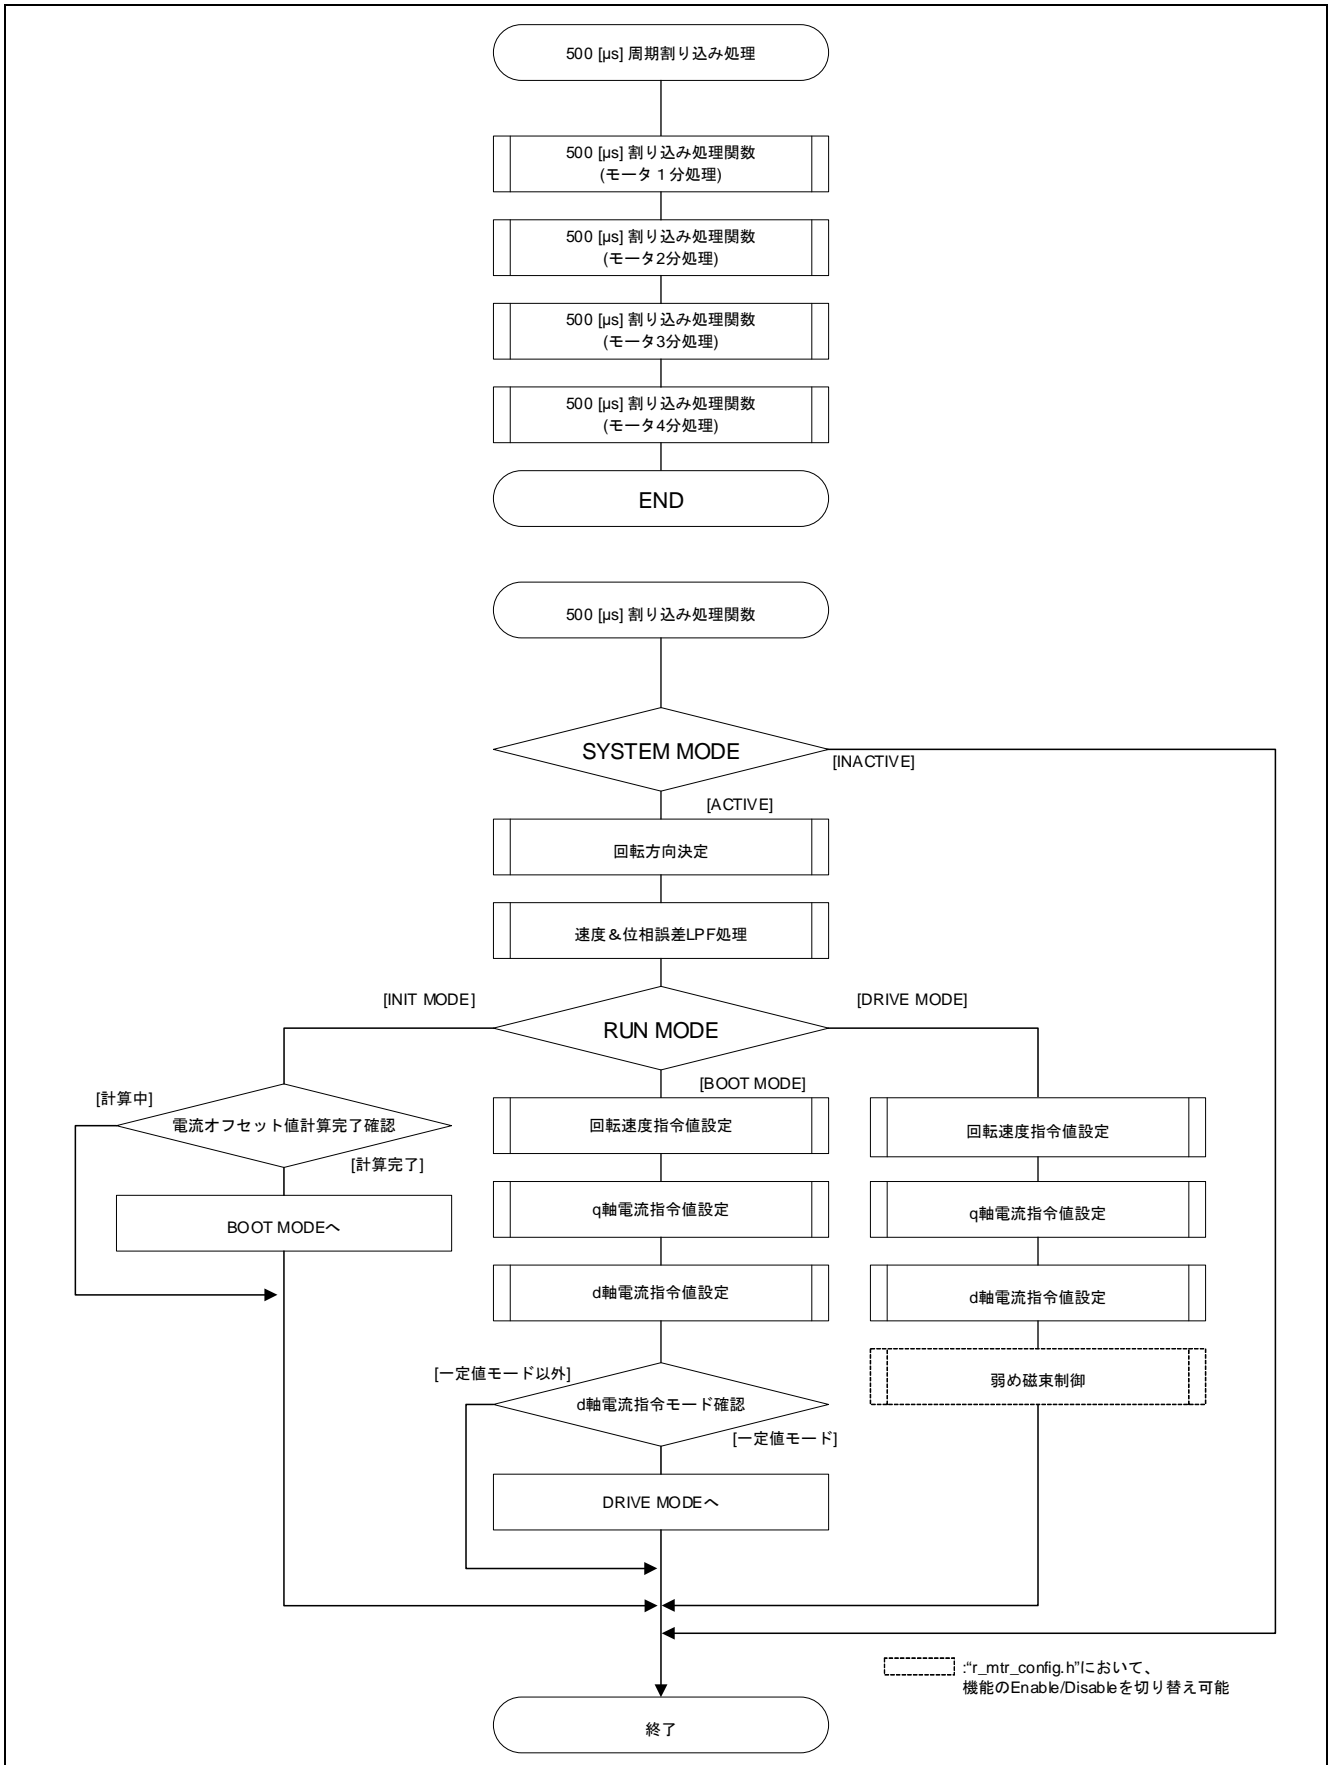 500 [µs] 周期割り込み処理
500 [µs] 割り込み処理関数
(モータ 1 分処理)
500 [µs] 割り込み処理関数
(モータ2分処理)
500 [µs] 割り込み処理関数
(モータ3分処理)
500 [µs] 割り込み処理関数
(モータ4分処理)
END
500 [µs] 割り込み処理関数
SYSTEM MODE
[INACTIVE]
[ACTIVE]
回転方向決定
速度＆位相誤差LPF処理
[INIT MODE]
[DRIVE MODE]
RUN MODE
[BOOT MODE]
[計算中]
電流オフセット値計算完了確認
[計算完了]
BOOT MODEへ
回転速度指令値設定
q軸電流指令値設定
d軸電流指令値設定
[一定値モード以外]
d軸電流指令モード確認
[一定値モード]
DRIVE MODEへ
回転速度指令値設定
q軸電流指令値設定
d軸電流指令値設定
弱め磁束制御
:“r_mtr_config.h”において、
機能のEnable/Disableを切り替え可能
終了